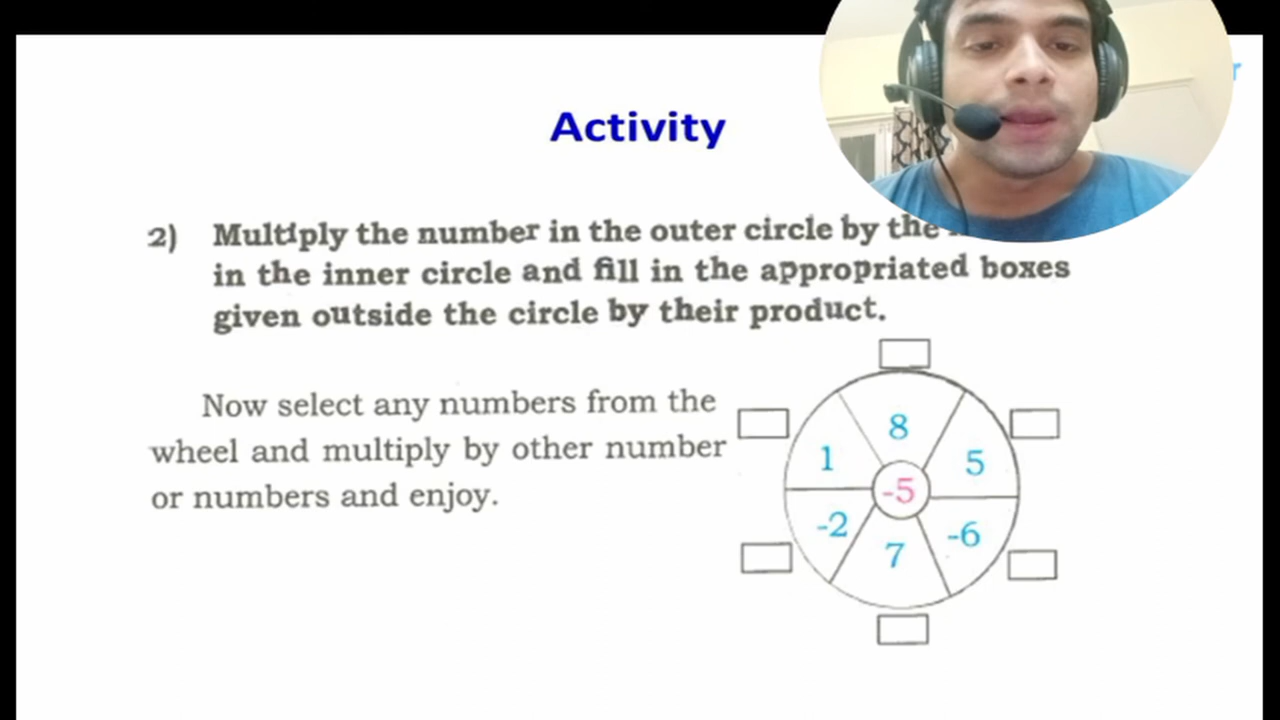 Activity
2) Multiply the number in the outer circle by the
in the inner circle and fill in the appropriated boxes
given outside the circle by their product.
Now select any numbers from the
wheel and multiply by other number
or numbers and enjoy.
8
1
5
-5
-2
-6
7